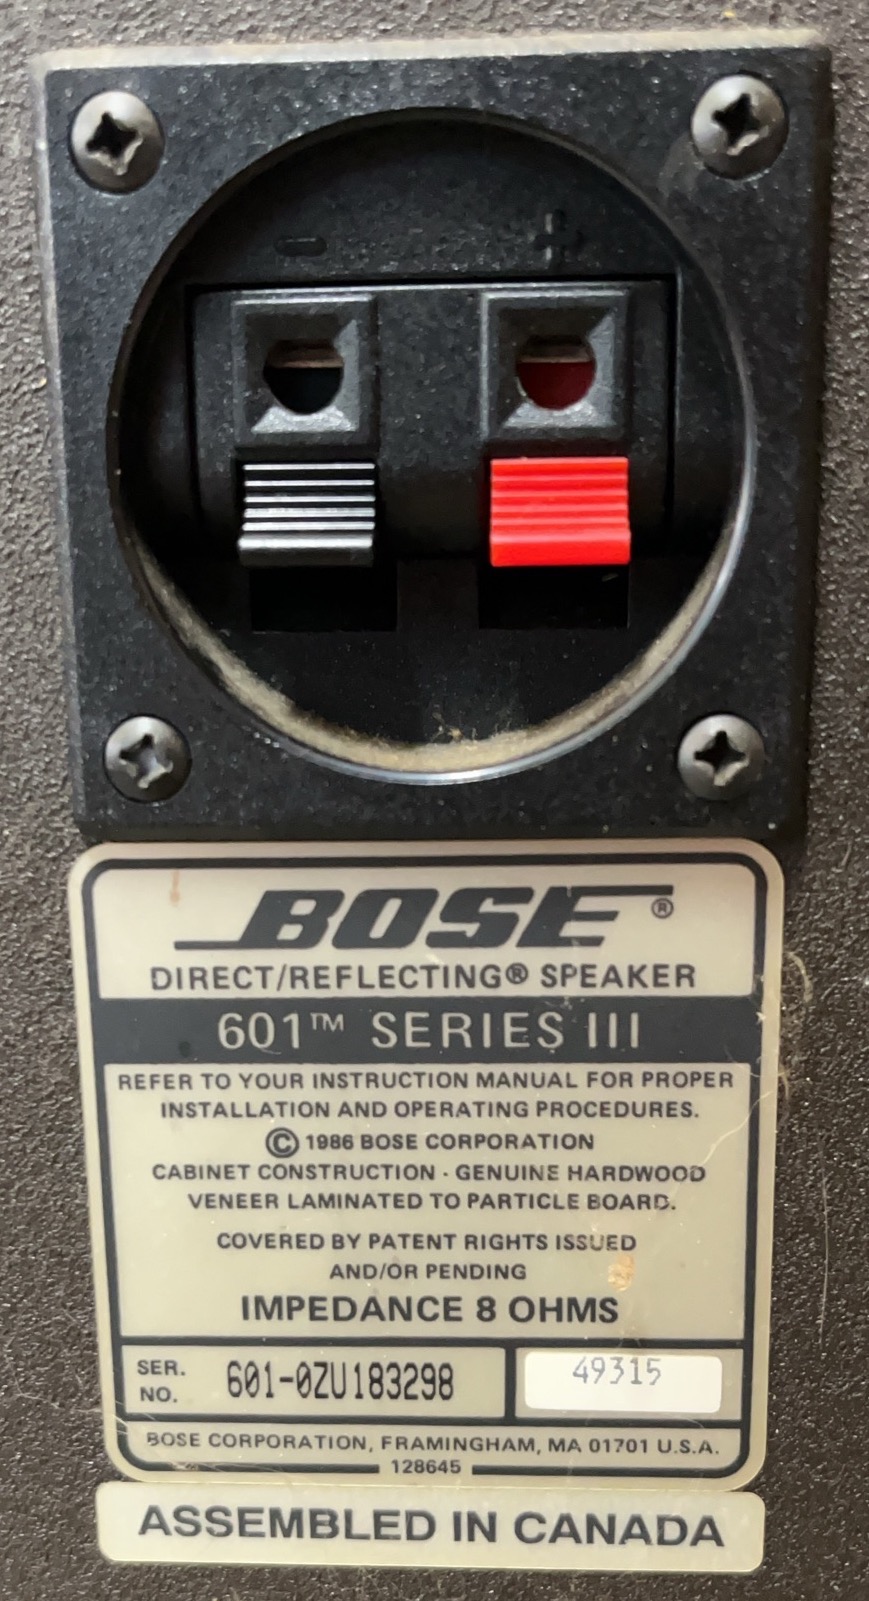 - +
BOSE®
DIRECT/REFLECTING® SPEAKER
601™ SERIES III
REFER TO YOUR INSTRUCTION MANUAL FOR PROPER
INSTALLATION AND OPERATING PROCEDURES.
© 1986 BOSE CORPORATION
CABINET CONSTRUCTION - GENUINE HARDWOOD
VENEER LAMINATED TO PARTICLE BOARD.
COVERED BY PATENT RIGHTS ISSUED
AND/OR PENDING
IMPEDANCE 8 OHMS
SER.
NO.
601-0ZU183298
49315
BOSE CORPORATION, FRAMINGHAM, MA 01701 U.S.A.
128645
ASSEMBLED IN CANADA